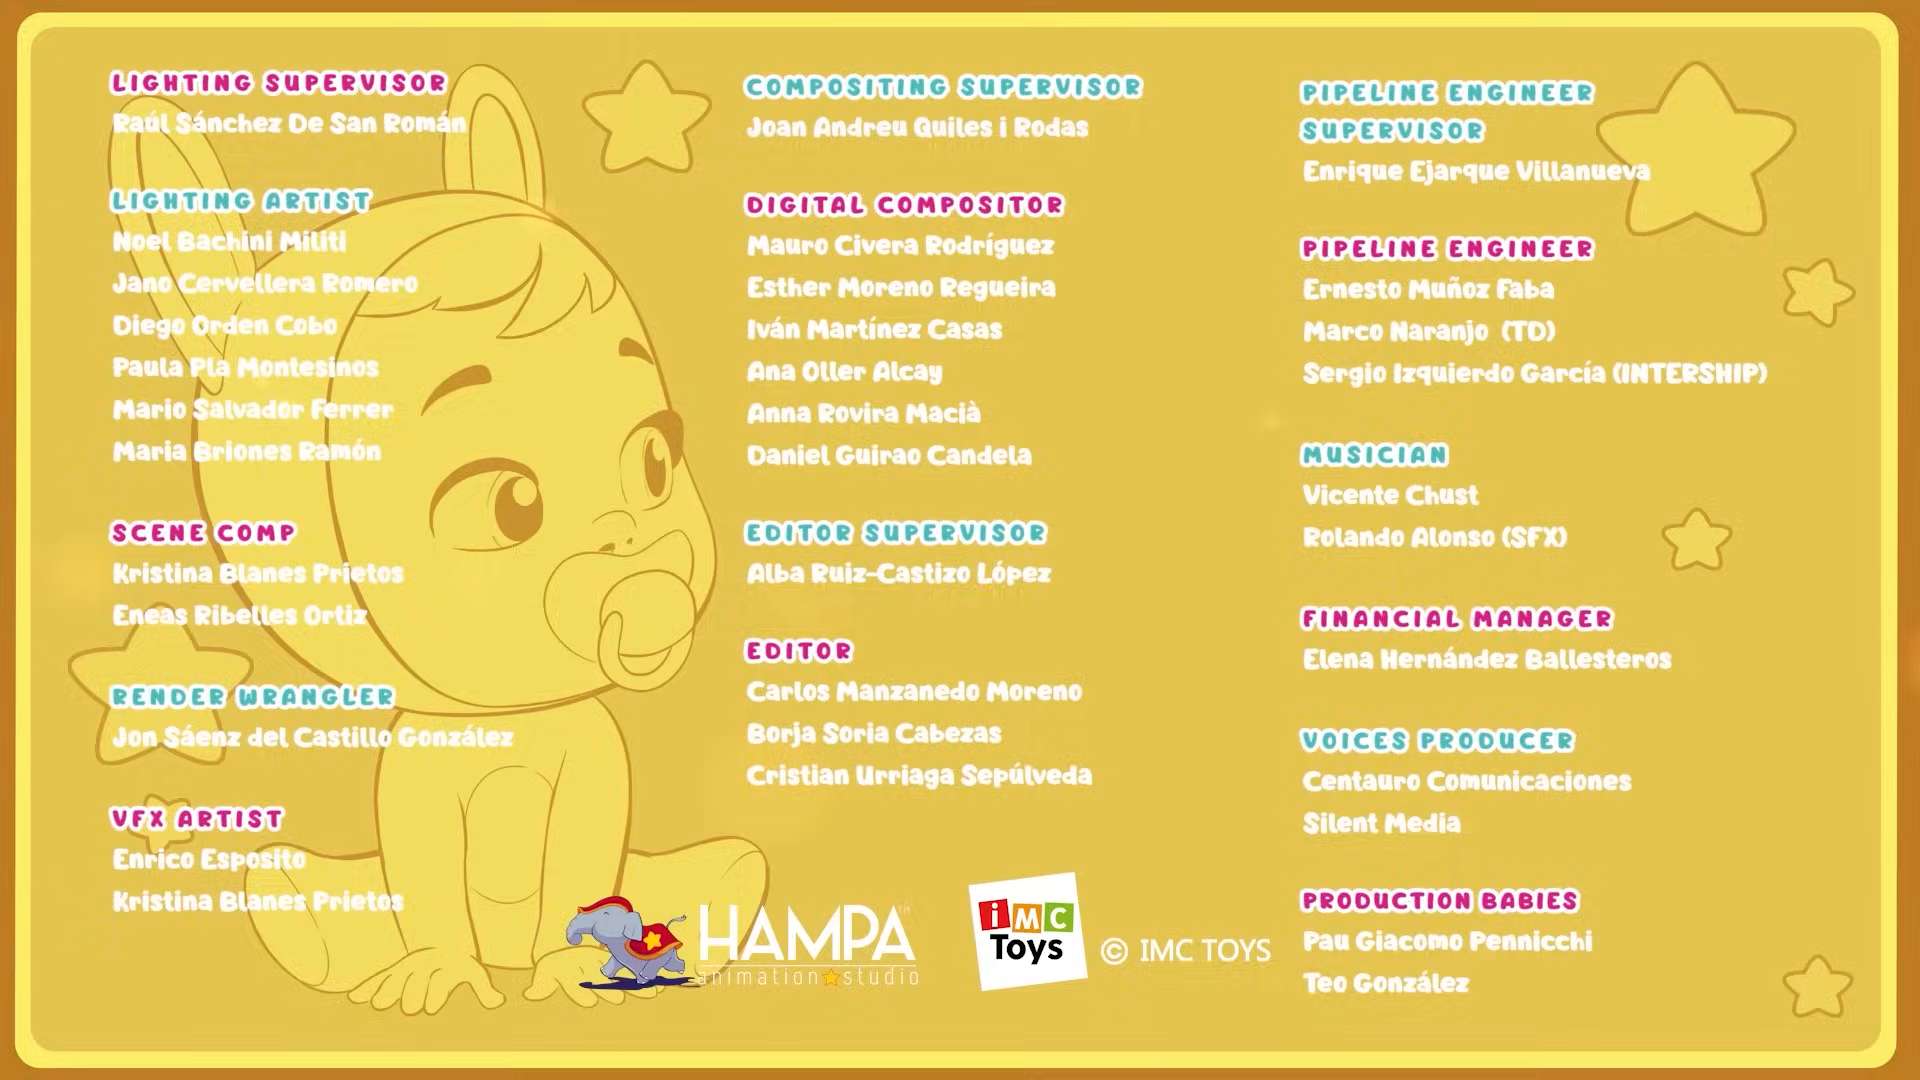 LIGHTING SUPERVISOR
Raúl Sánchez De San Román
LIGHTING ARTIST
Noel Bachini Militi
Jano Cervellera Romero
Diego Orden Cobo
Paula Pla Montesinos
Mario Salvador Ferrer
Maria Briones Ramón
SCENE COMP
Kristina Blanes Prietos
Eneas Ribelles Ortiz
RENDER WRANGLER
Jon Sáenz del Castillo González
VFX ARTIST
Enrico Esposito
Kristina Blanes Prietos
COMPOSITING SUPERVISOR
Joan Andreu Quiles i Rodas
DIGITAL COMPOSITOR
Mauro Civera Rodríguez
Esther Moreno Regueira
Iván Martínez Casas
Ana Oller Alcay
Anna Rovira Macià
Daniel Guirao Candela
EDITOR SUPERVISOR
Alba Ruiz-Castizo López
EDITOR
Carlos Manzanedo Moreno
Borja Soria Cabezas
Cristian Urriaga Sepúlveda
HAMPA™
animation studio
iMC
Toys
© IMC TOYS
PIPELINE ENGINEER
SUPERVISOR
Enrique Ejarque Villanueva
PIPELINE ENGINEER
Ernesto Muñoz Faba
Marco Naranjo (TD)
Sergio Izquierdo García (INTERSHIP)
MUSICIAN
Vicente Chust
Rolando Alonso (SFX)
FINANCIAL MANAGER
Elena Hernández Ballesteros
VOICES PRODUCER
Centauro Comunicaciones
Silent Media
PRODUCTION BABIES
Pau Giacomo Pennicchi
Teo González